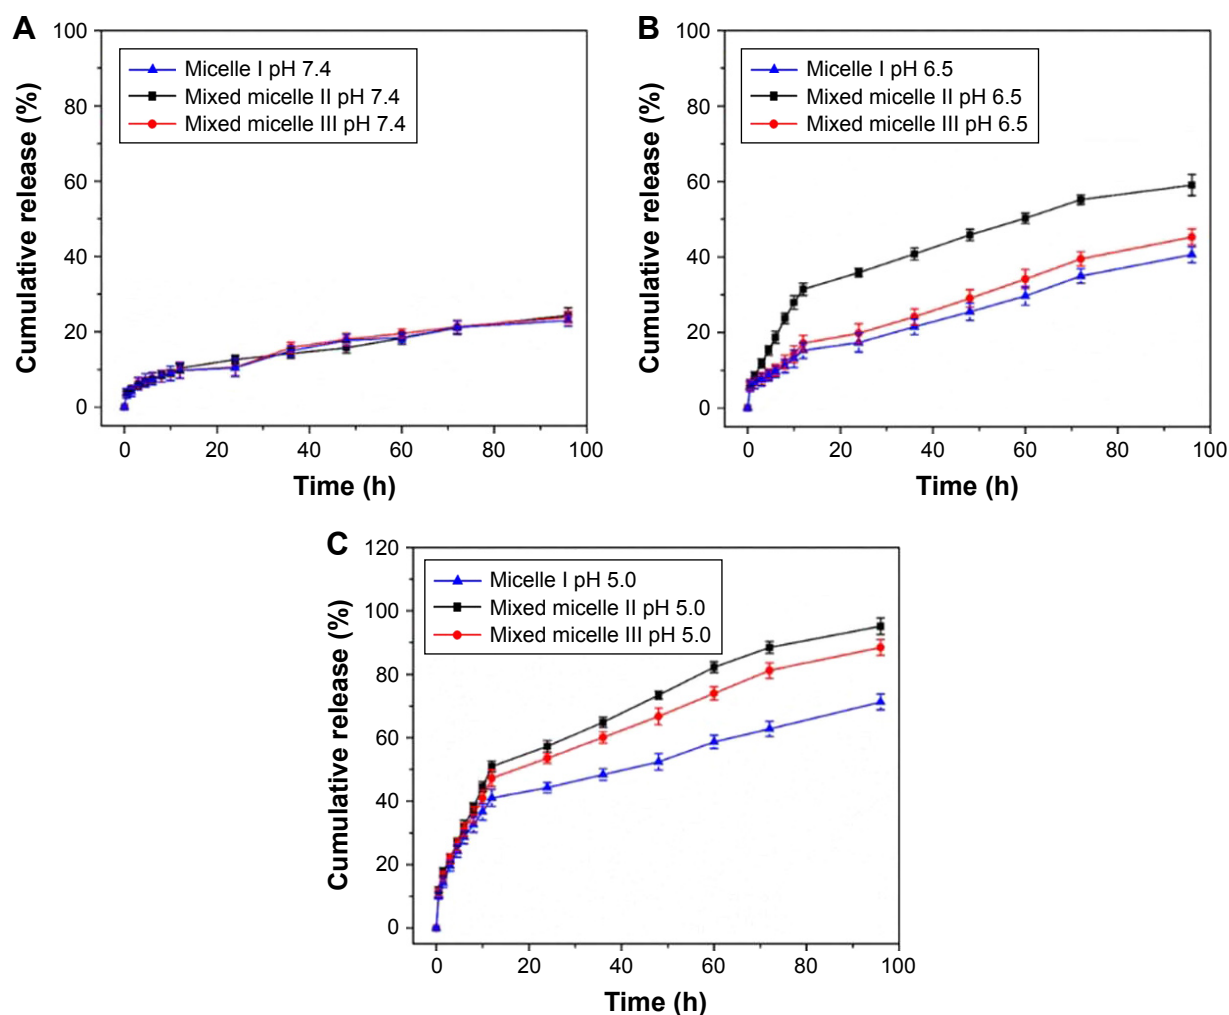 A
Cumulative release (%)
100
80
60
40
20
0
Micelle I pH 7.4
Mixed micelle II pH 7.4
Mixed micelle III pH 7.4
0 20 40 60 80 100
Time (h)
B
Cumulative release (%)
100
80
60
40
20
0
Micelle I pH 6.5
Mixed micelle II pH 6.5
Mixed micelle III pH 6.5
0 20 40 60 80 100
Time (h)
C
Cumulative release (%)
120
100
80
60
40
20
0
Micelle I pH 5.0
Mixed micelle II pH 5.0
Mixed micelle III pH 5.0
0 20 40 60 80 100
Time (h)